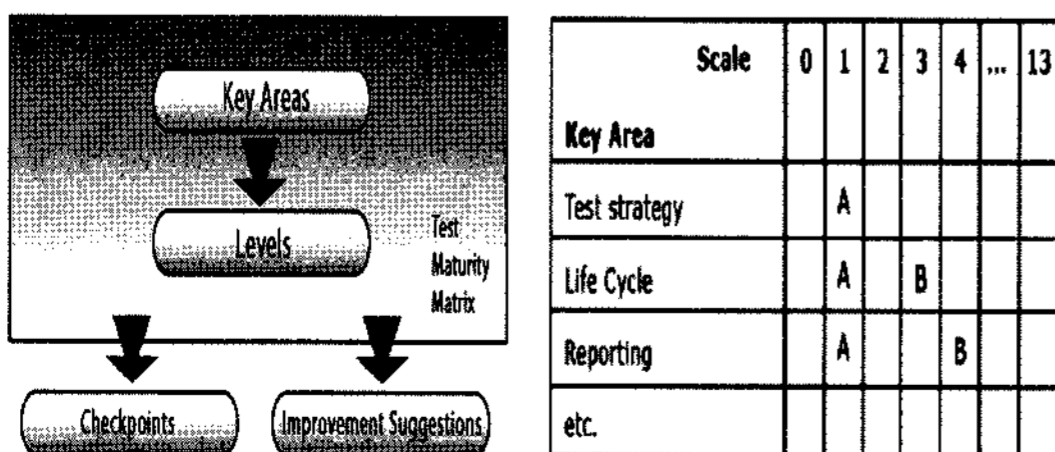 Key Areas
Levels
Test
Maturity
Matrix
Checkpoints
Improvement Suggestions
Scale 0 1 2 3 4 ... 13
Key Area
Test strategy A
Life Cycle A B
Reporting A B
etc.